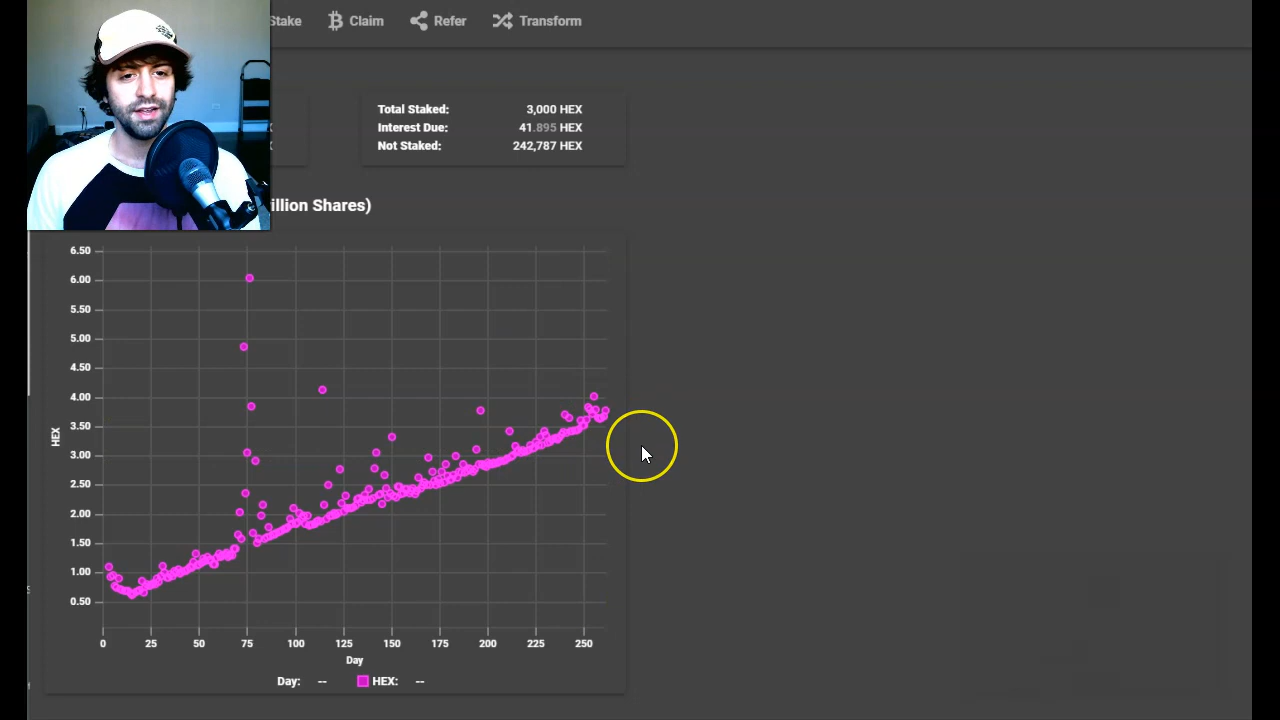 Stake Claim Refer Transform
Total Staked: 3,000 HEX
Interest Due: 41.895 HEX
Not Staked: 242,787 HEX
illion Shares)
6.50
6.00
5.50
5.00
4.50
4.00
3.50
3.00
2.50
2.00
1.50
1.00
0.50
HEX
0 25 50 75 100 125 150 175 200 225 250
Day
Day: -- HEX: --